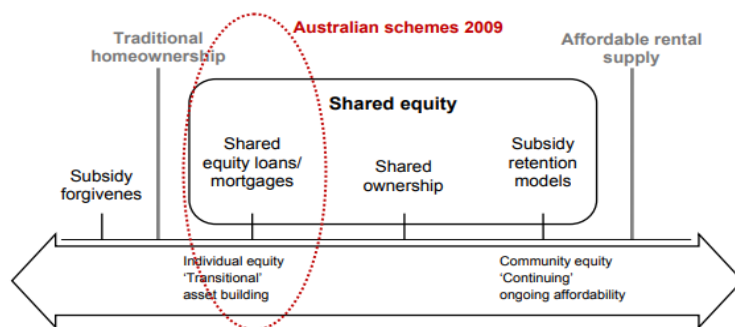 Australian schemes 2009
Traditional
homeownership
Affordable rental
supply
Shared equity
Subsidy
forgivenes
Shared
equity loans/
mortgages
Shared
ownership
Subsidy
retention
models
Individual equity
'Transitional'
asset building
Community equity
'Continuing'
ongoing affordability